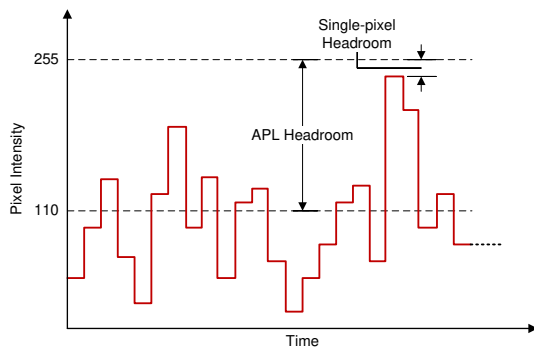 Single-pixel
Headroom
255
APL Headroom
Pixel Intensity
110
Time